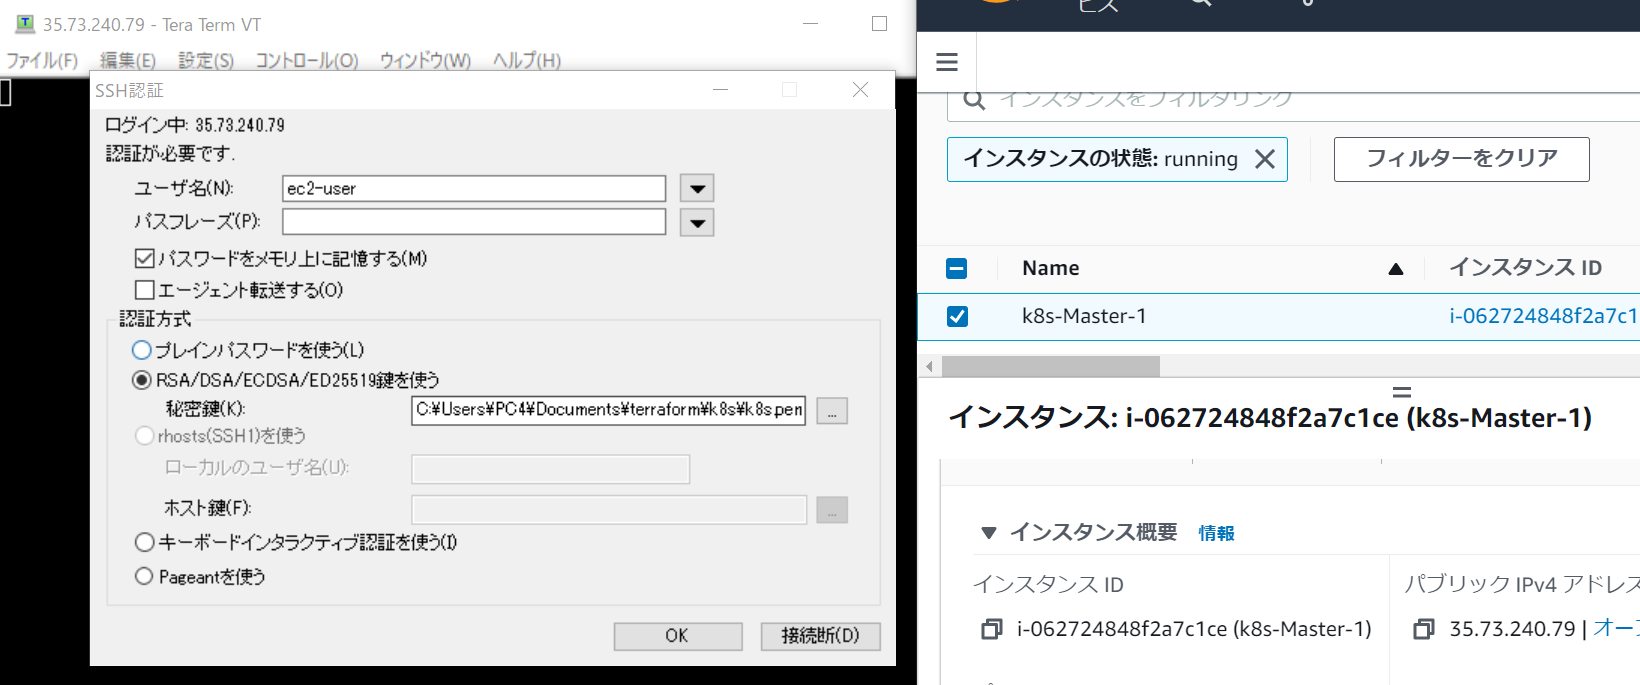 35.73.240.79 - Tera Term VT
ファイル(F) 編集(E) 設定(S) コントロール(O) ウィンドウ(W) ヘルプ(H)
SSH認証
ログイン中: 35.73.240.79
認証が必要です.
ユーザ名(N): ec2-user
パスフレーズ(P):
パスワードをメモリ上に記憶する(M)
エージェント転送する(O)
認証方式
プレインパスワードを使う(L)
RSA/DSA/ECDSA/ED25519鍵を使う
秘密鍵(K): C:¥Users¥PC4¥Documents¥terraform¥k8s¥k8s.pen
...
rhosts(SSH1)を使う
ローカルのユーザ名(U):
ホスト鍵(F):
...
キーボードインタラクティブ認証を使う(I)
Pageantを使う
OK 接続断(D)
ビス
インスタンスをフィルタリング
インスタンスの状態: running
フィルターをクリア
Name インスタンス ID
k8s-Master-1 i-062724848f2a7c1
インスタンス: i-062724848f2a7c1ce (k8s-Master-1)
インスタンス概要 情報
インスタンス ID
i-062724848f2a7c1ce (k8s-Master-1)
パブリック IPv4 アドレス
35.73.240.79 | オー